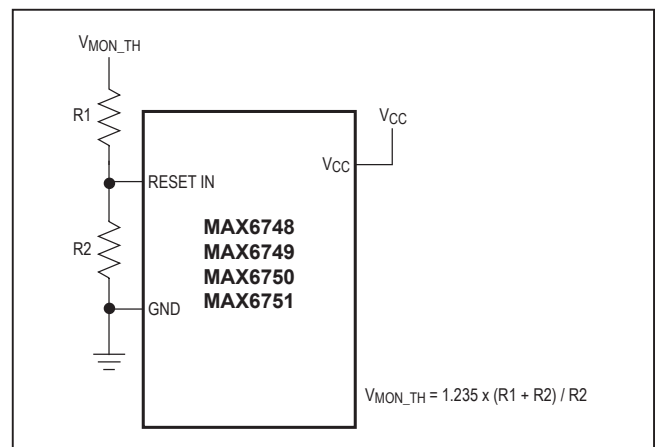 VMON_TH
R1
VCC
VCC
RESET IN
R2
MAX6748
MAX6749
MAX6750
MAX6751
GND
VMON_TH = 1.235 x (R1 + R2) / R2